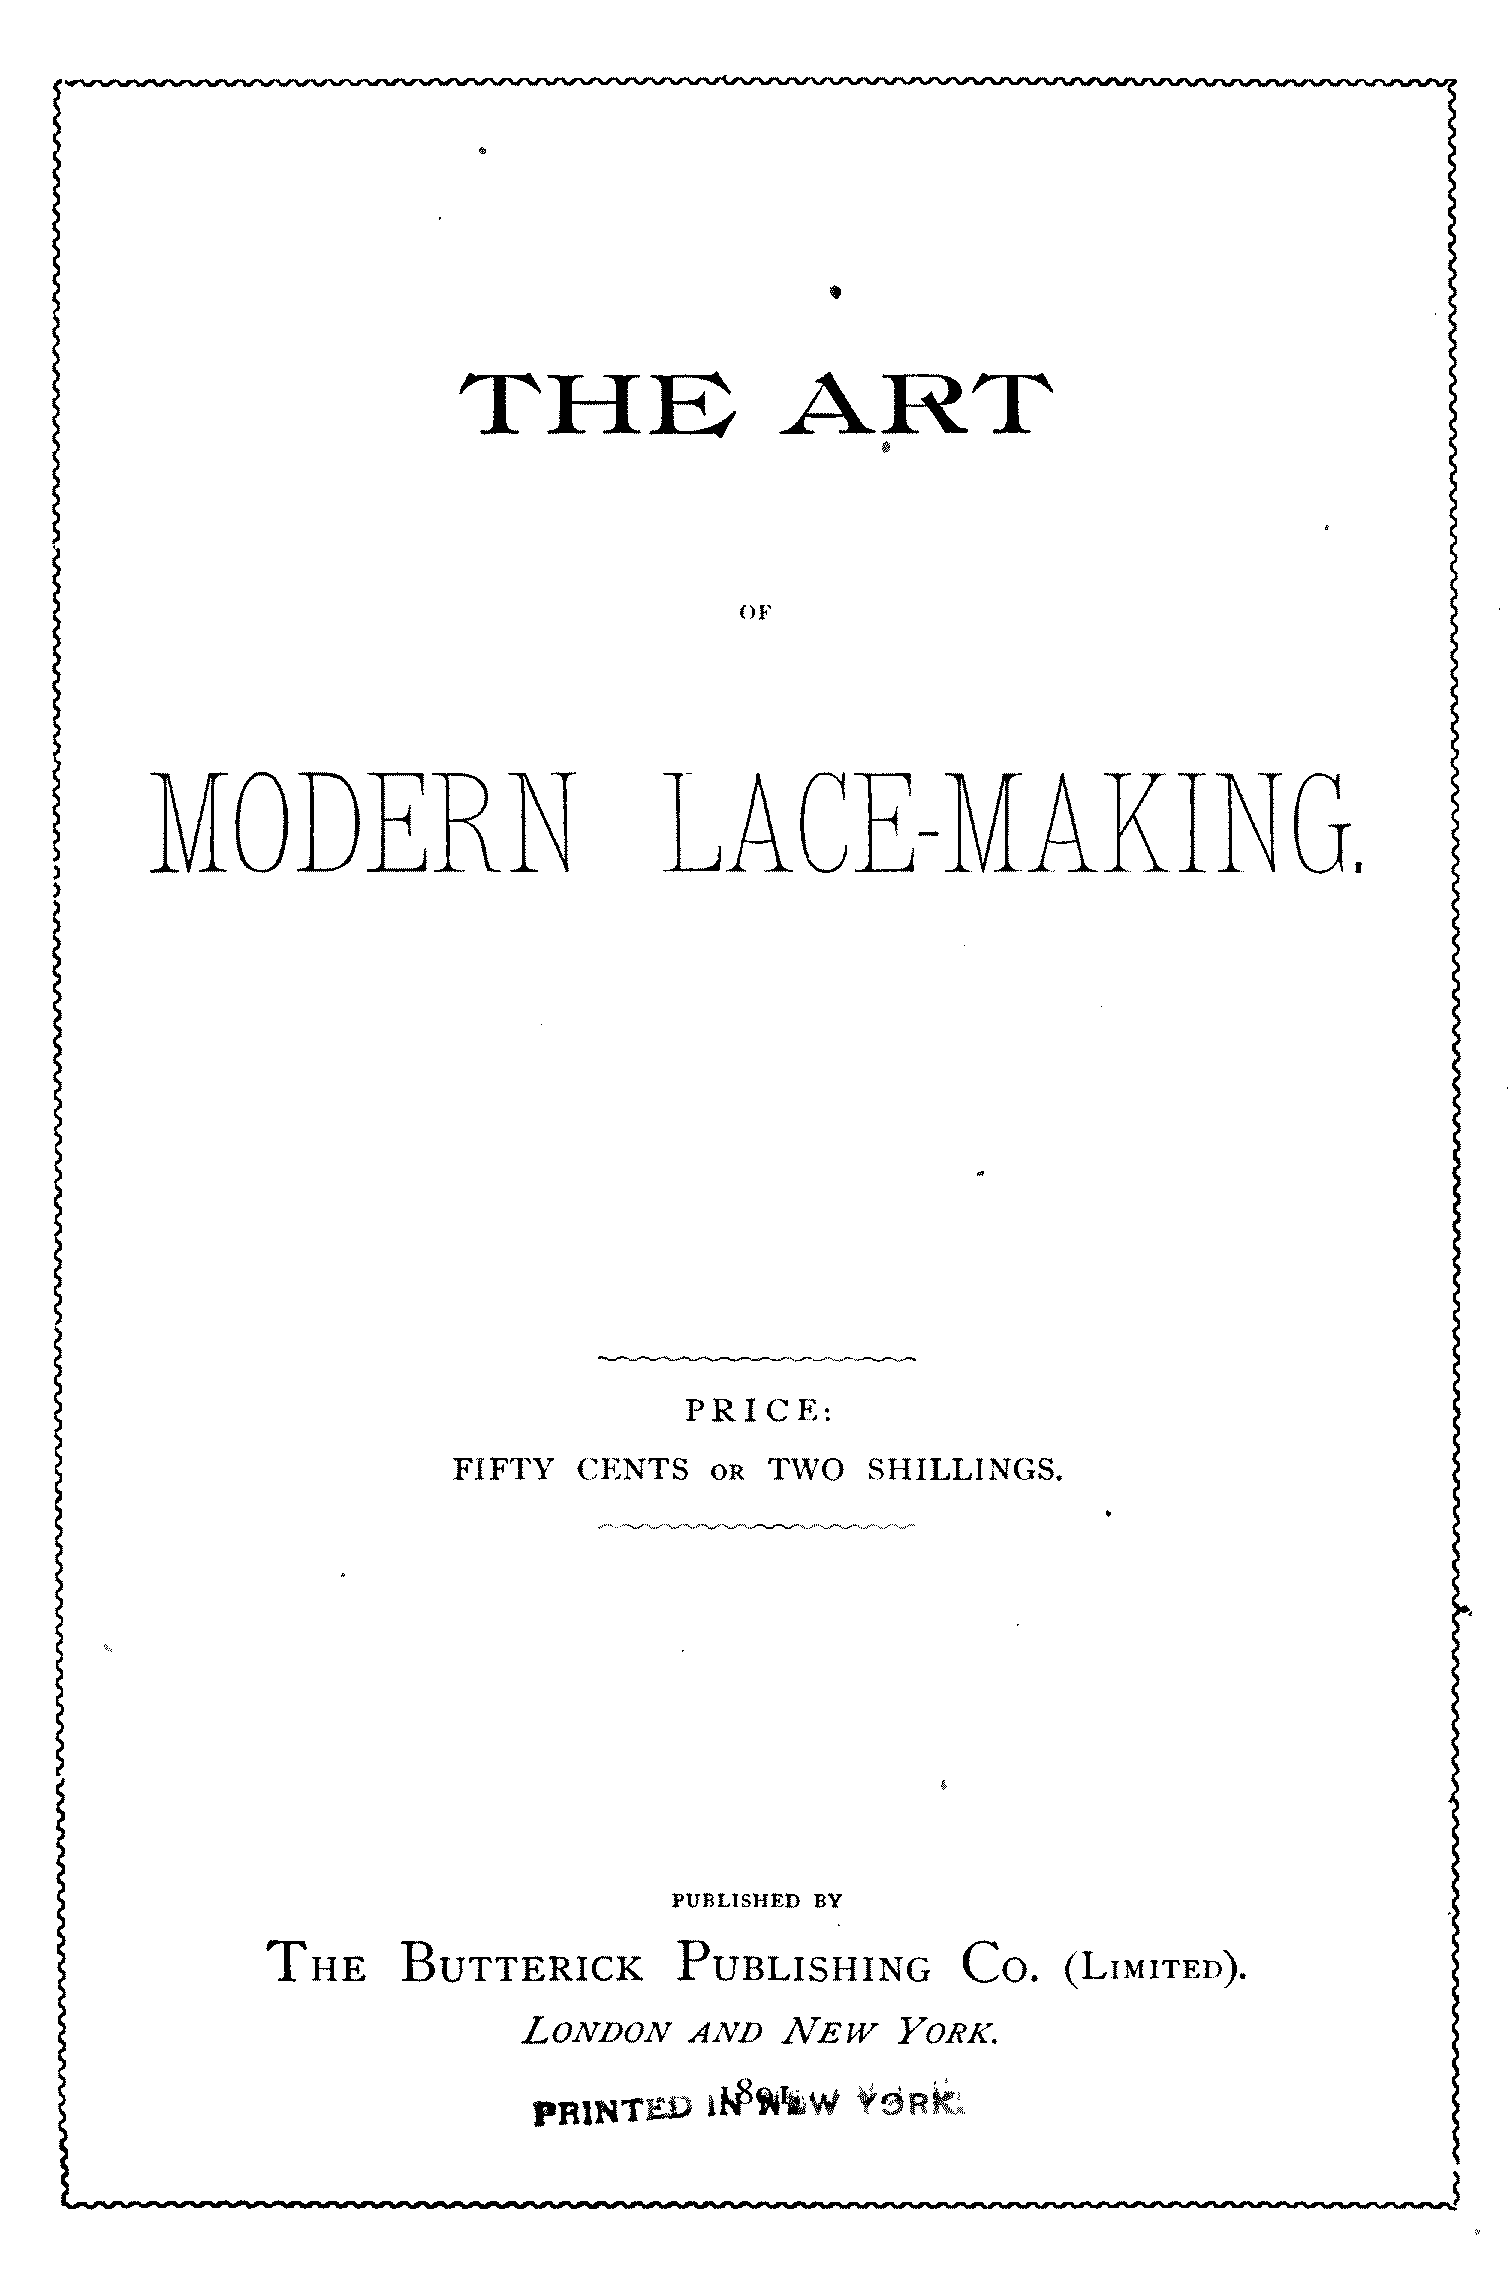 THE ART
OF
MODERN LACE-MAKING.
PRICE:
FIFTY CENTS OR TWO SHILLINGS.
PUBLISHED BY
THE BUTTERICK PUBLISHING CO. (LIMITED).
LONDON AND NEW YORK.
1891.
PRINTED IN NEW YORK.